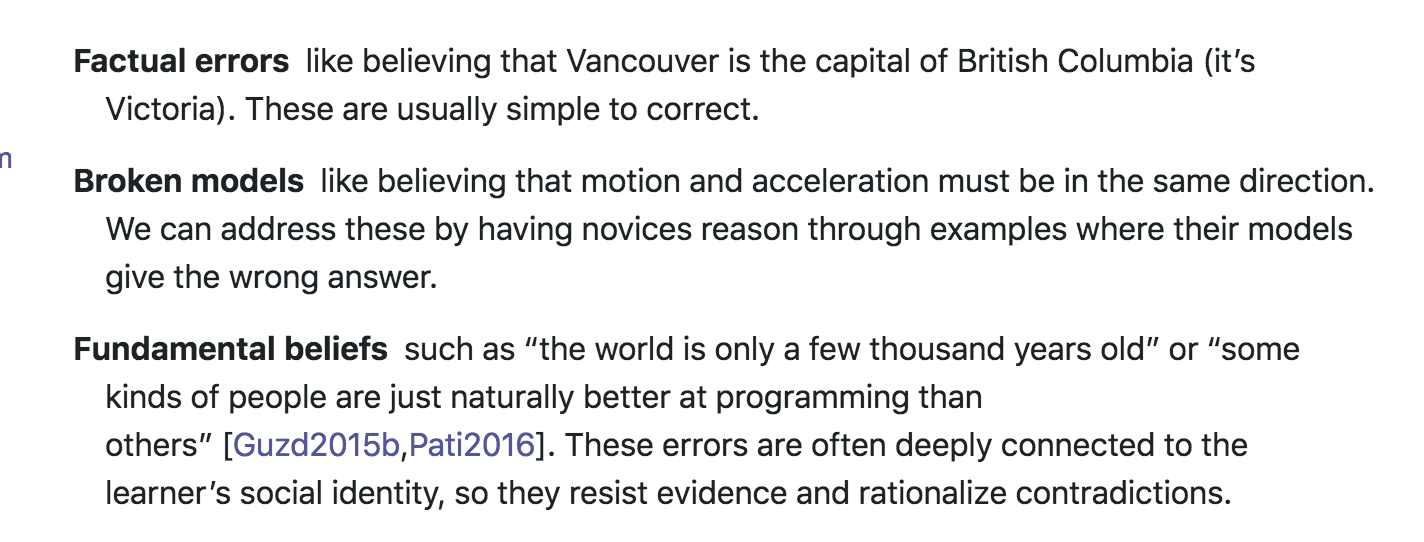 Factual errors like believing that Vancouver is the capital of British Columbia (it’s
Victoria). These are usually simple to correct.
m
Broken models like believing that motion and acceleration must be in the same direction.
We can address these by having novices reason through examples where their models
give the wrong answer.
Fundamental beliefs such as “the world is only a few thousand years old” or “some
kinds of people are just naturally better at programming than
others” [Guzd2015b,Pati2016]. These errors are often deeply connected to the
learner’s social identity, so they resist evidence and rationalize contradictions.